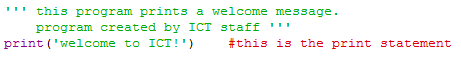 ''' this program prints a welcome message.
    program created by ICT staff '''
print('welcome to ICT!')    #this is the print statement